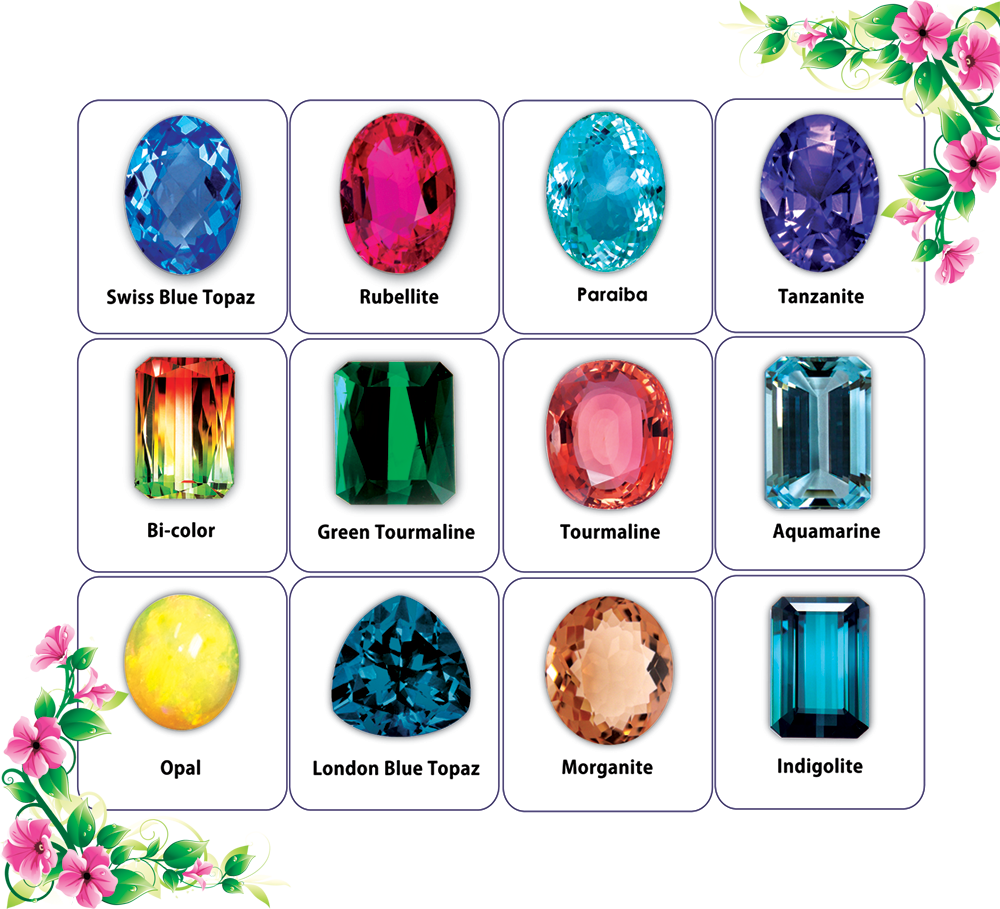 Swiss Blue Topaz
Rubellite
Paraiba
Tanzanite
Bi-color
Green Tourmaline
Tourmaline
Aquamarine
Opal
London Blue Topaz
Morganite
Indigolite